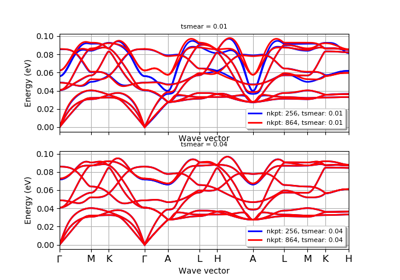 tsmear = 0.01
0.10
0.08
0.06
0.04
0.02
0.00
Energy (eV)
nkpt: 256, tsmear: 0.01
nkpt: 864, tsmear: 0.01
Γ M K Γ A L H A L M K H
Wave vector
tsmear = 0.04
0.10
0.08
0.06
0.04
0.02
0.00
Energy (eV)
nkpt: 256, tsmear: 0.04
nkpt: 864, tsmear: 0.04
Γ M K Γ A L H A L M K H
Wave vector